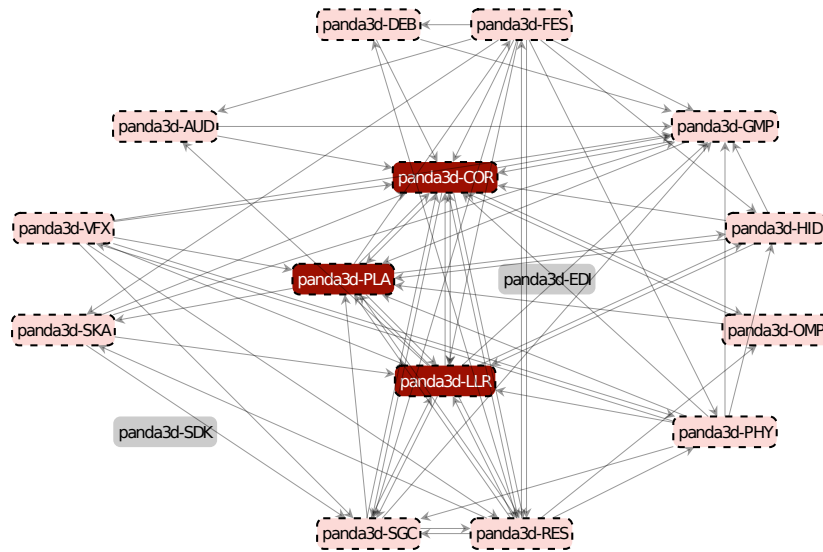 panda3d-DEB
panda3d-FES
panda3d-AUD
panda3d-GMP
panda3d-COR
panda3d-VFX
panda3d-HID
panda3d-PLA
panda3d-EDI
panda3d-SKA
panda3d-OMP
panda3d-LLR
panda3d-SDK
panda3d-PHY
panda3d-SGC
panda3d-RES